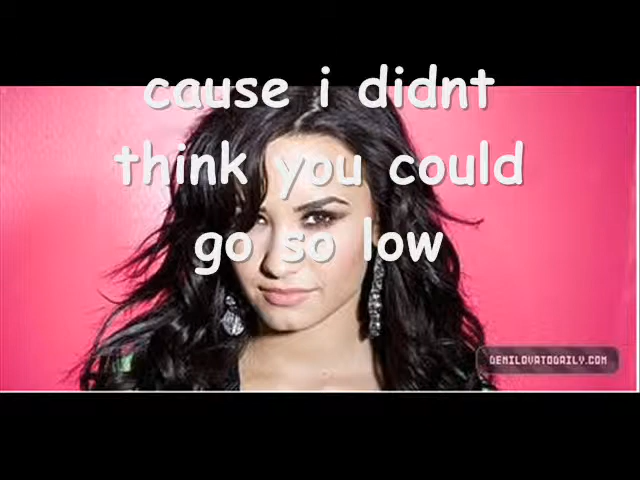 cause i didnt
think you could
go so low
DEMILOVATODAILY.COM